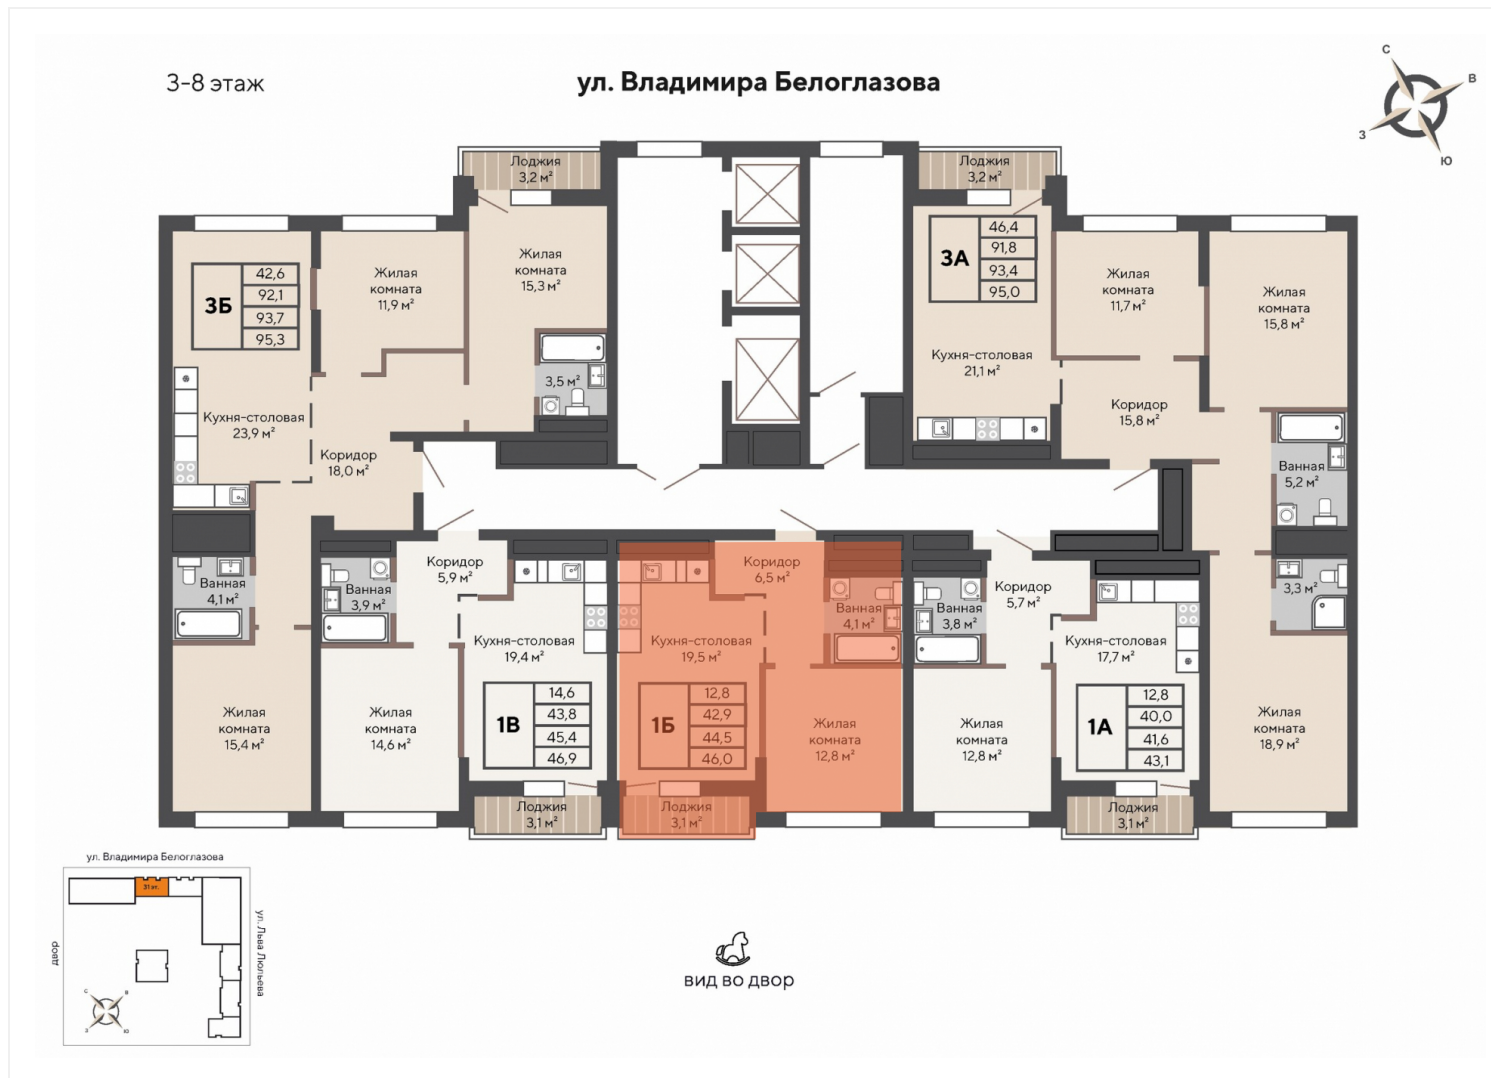 3-8 этаж
ул. Владимира Белоглазова
С
В
З
Ю
Лоджия
3,2 м²
Лоджия
3,2 м²
3Б
42,6
92,1
93,7
95,3
Жилая
комната
11,9 м²
Жилая
комната
15,3 м²
3А
46,4
91,8
93,4
95,0
Жилая
комната
11,7 м²
Жилая
комната
15,8 м²
Кухня-столовая
23,9 м²
3,5 м²
Кухня-столовая
21,1 м²
Коридор
15,8 м²
Коридор
18,0 м²
Ванная
5,2 м²
Ванная
4,1 м²
Ванная
3,9 м²
Коридор
5,9 м²
Коридор
6,5 м²
Ванная
4,1 м²
Ванная
3,8 м²
Коридор
5,7 м²
3,3 м²
Кухня-столовая
19,4 м²
Кухня-столовая
19,5 м²
Кухня-столовая
17,7 м²
Жилая
комната
15,4 м²
Жилая
комната
14,6 м²
1В
14,6
43,8
45,4
46,9
1Б
12,8
42,9
44,5
46,0
Жилая
комната
12,8 м²
Жилая
комната
12,8 м²
1А
12,8
40,0
41,6
43,1
Жилая
комната
18,9 м²
Лоджия
3,1 м²
Лоджия
3,1 м²
Лоджия
3,1 м²
ул. Владимира Белоглазова
31 эт.
ул. Льва Люльева
двор
С
В
З
Ю
вид во двор